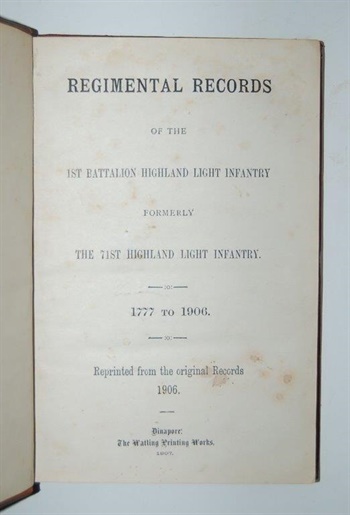 REGIMENTAL RECORDS
OF THE
1ST BATTALION HIGHLAND LIGHT INFANTRY
FORMERLY
THE 71ST HIGHLAND LIGHT INFANTRY.
1777 TO 1906.
Reprinted from the original Records
1906.
Dinapore:
The Watling Printing Works.